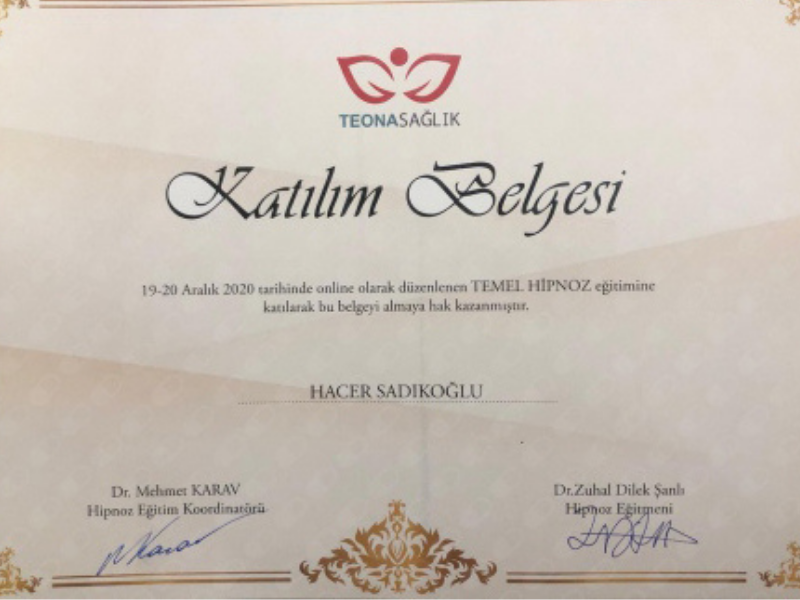 TEONASAĞLIK
Katılım Belgesi
19-20 Aralık 2020 tarihinde online olarak düzenlenen TEMEL HİPNOZ eğitimine
katılarak bu belgeyi almaya hak kazanmıştır.
HACER SADIKOĞLU
Dr. Mehmet KARAV
Hipnoz Eğitim Koordinatörü
Dr.Zuhal Dilek Şanlı
Hipnoz Eğitmeni